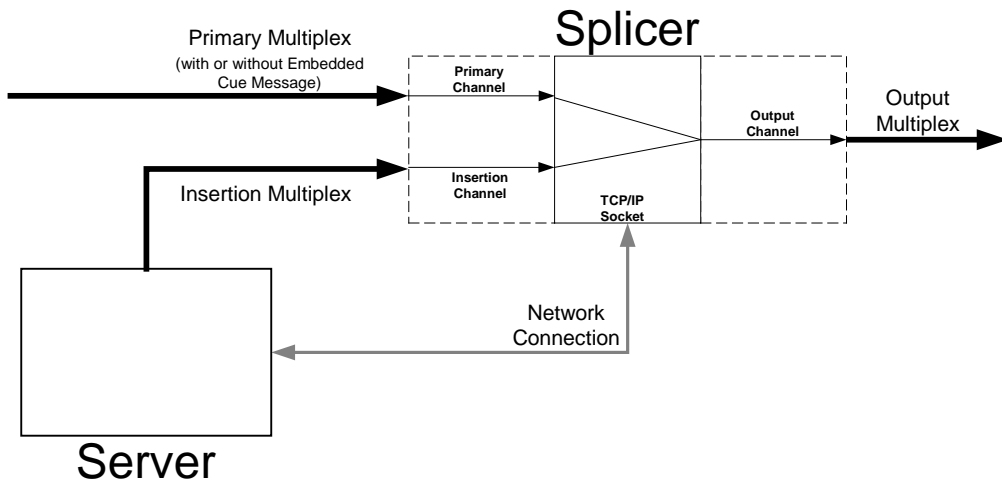 Splicer
Primary Multiplex
(with or without Embedded
Cue Message)
Primary
Channel
Output
Channel
Output
Multiplex
Insertion Multiplex
Insertion
Channel
TCP/IP
Socket
Network
Connection
Server